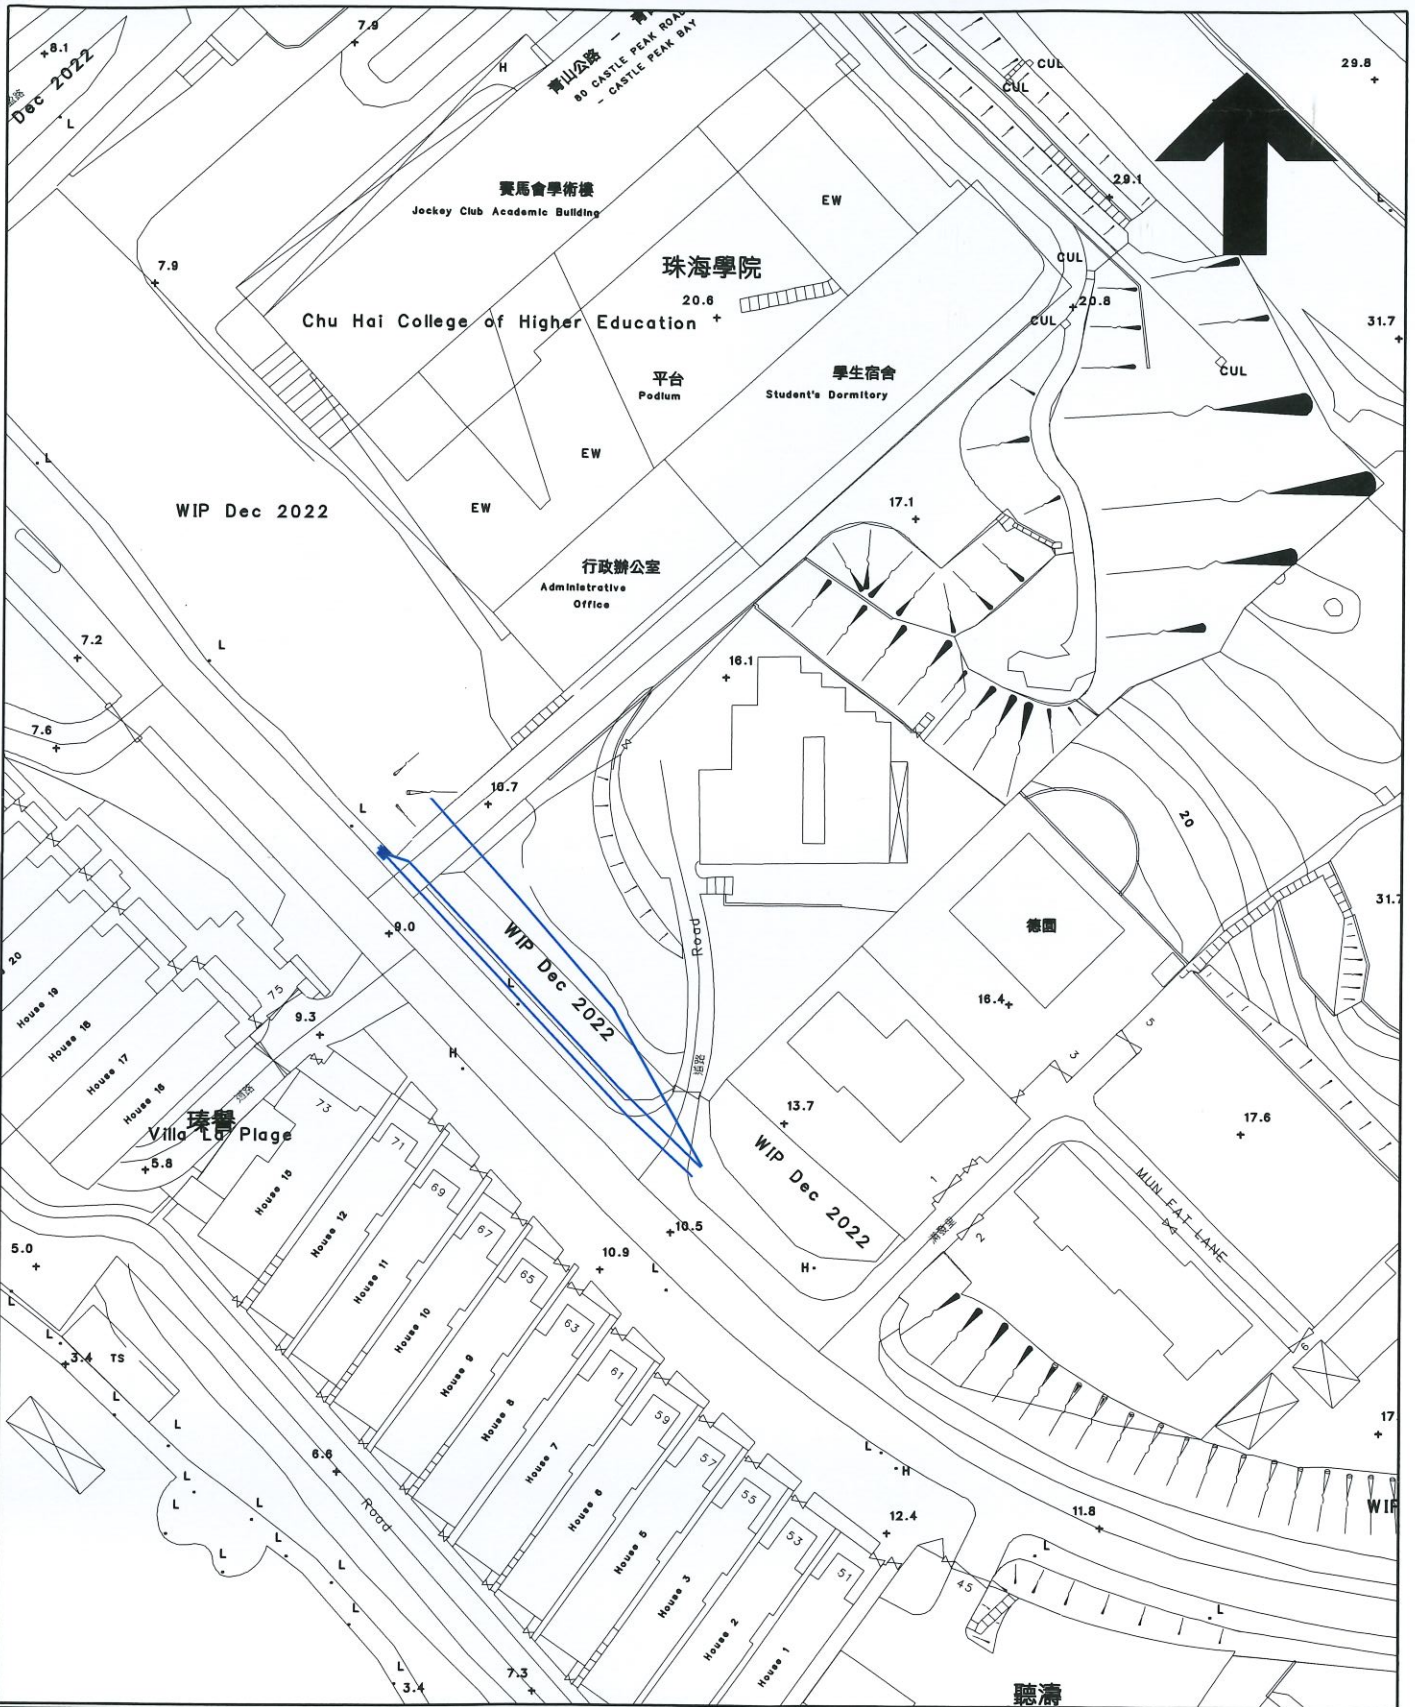 8.1
Dec 2022
L
7.9
H
青山公路 －
80 CASTLE PEAK ROAD
- CASTLE PEAK BAY
CUL
CUL
29.8
29.1
L
賽馬會學術樓
Jockey Club Academic Building
EW
7.9
珠海學院
20.6
Chu Hai College of Higher Education
CUL
20.8
CUL
31.7
CUL
平台
Podium
學生宿舍
Student's Dormitory
L
EW
WIP Dec 2022
EW
17.1
行政辦公室
Administrative
Office
7.2
L
16.1
7.6
10.7
L
20
31.7
9.0
WIP Dec 2022
L
Road
德園
16.4
20
House 19
House 18
House 17
House 16
75
9.3
H
道路
瑧譽
Villa La Plage
5.8
73
House 15
道路
13.7
WIP Dec 2022
5
3
1
2
6
17.6
MUN FAT LANE
71
69
67
65
63
61
59
57
55
53
51
House 12
House 11
House 10
House 9
House 8
House 7
House 6
House 5
House 3
House 2
House 1
10.5
10.9
L
H
5.0
L
L
3.4
TS
L
L
L
L
L
L
L
L
L
L
3.4
6.6
Road
7.3
L
H
12.4
11.8
L
45
L
17.
WIP
聽濤